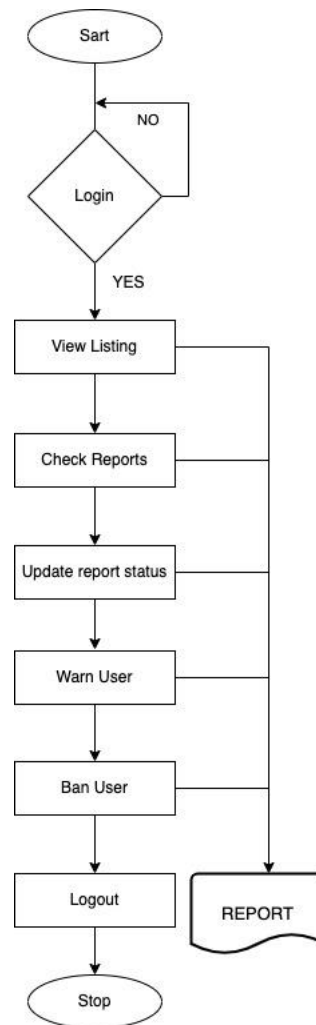 Sart
NO
Login
YES
View Listing
Check Reports
Update report status
Warn User
Ban User
Logout
REPORT
Stop